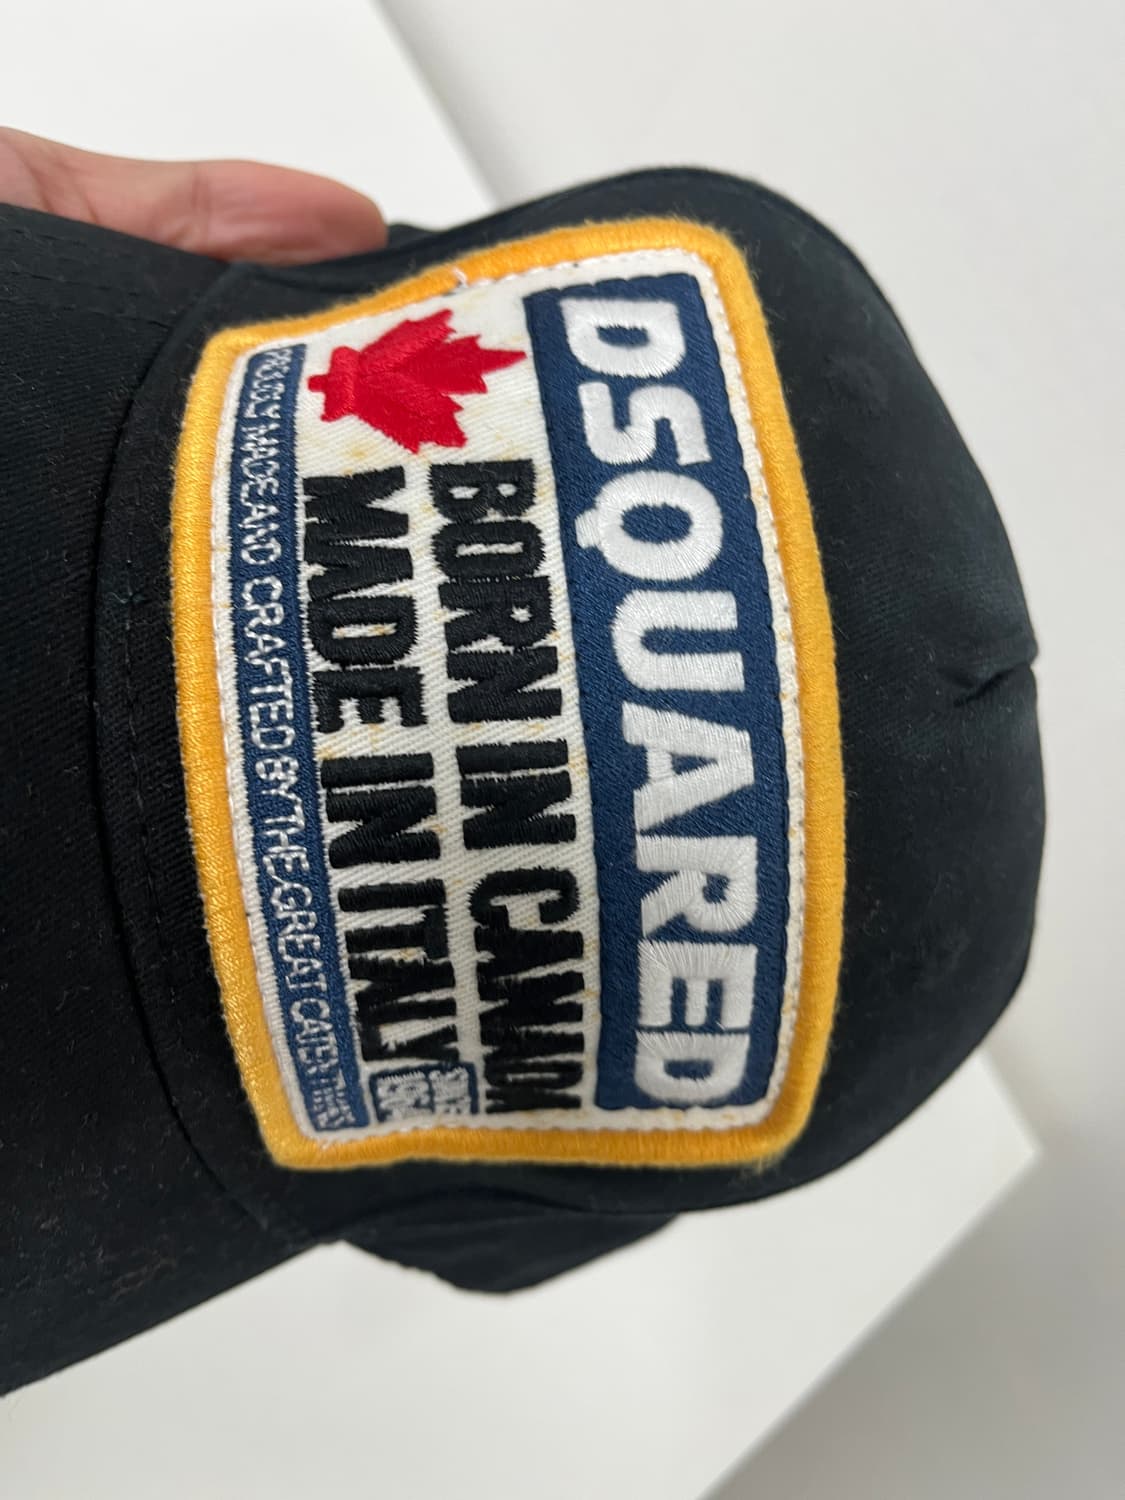 DSQUARED
BORN IN CANADA
MADE IN ITALY
PROUDLY MADE AND CRAFTED BY THE GREAT CATEN TWINS